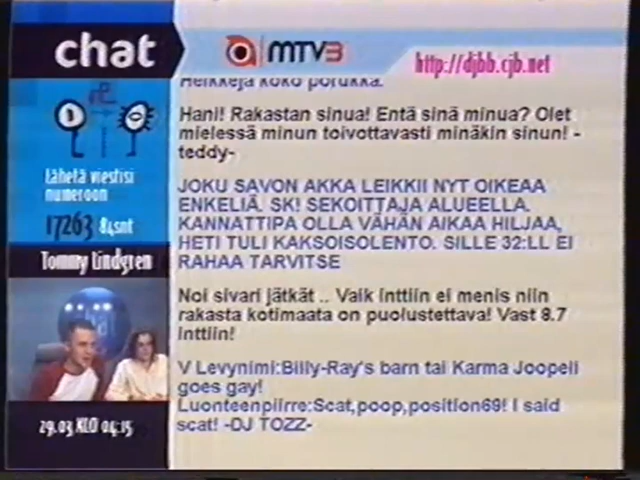 chat
MTV3
http://djbb.cjb.net
Heikkejä koko porukka.
Hani! Rakastan sinua! Entä sinä minua? Olet
mielessä minun toivottavasti minäkin sinun! -
teddy-
JOKU SAVON AKKA LEIKKII NYT OIKEAA
ENKELIÄ. SK! SEKOITTAJA ALUEELLA.
KANNATTIPA OLLA VÄHÄN AIKAA HILJAA,
HETI TULI KAKSOISOLENTO. SILLE 32:LL EI
RAHAA TARVITSE
Noi sivari jätkät .. Vaik inttiin ei menis niin
rakasta kotimaata on puolustettava! Vast 8.7
inttiin!
V Levynimi:Billy-Ray's barn tai Karma Joopeli
goes gay!
Luonteenpiirre:Scat,poop,position69! I said
scat! -DJ TOZZ-
Lähetä viestisi
numeroon
17263 84snt
Tommy Lindgren
29.03 KLO 04:15